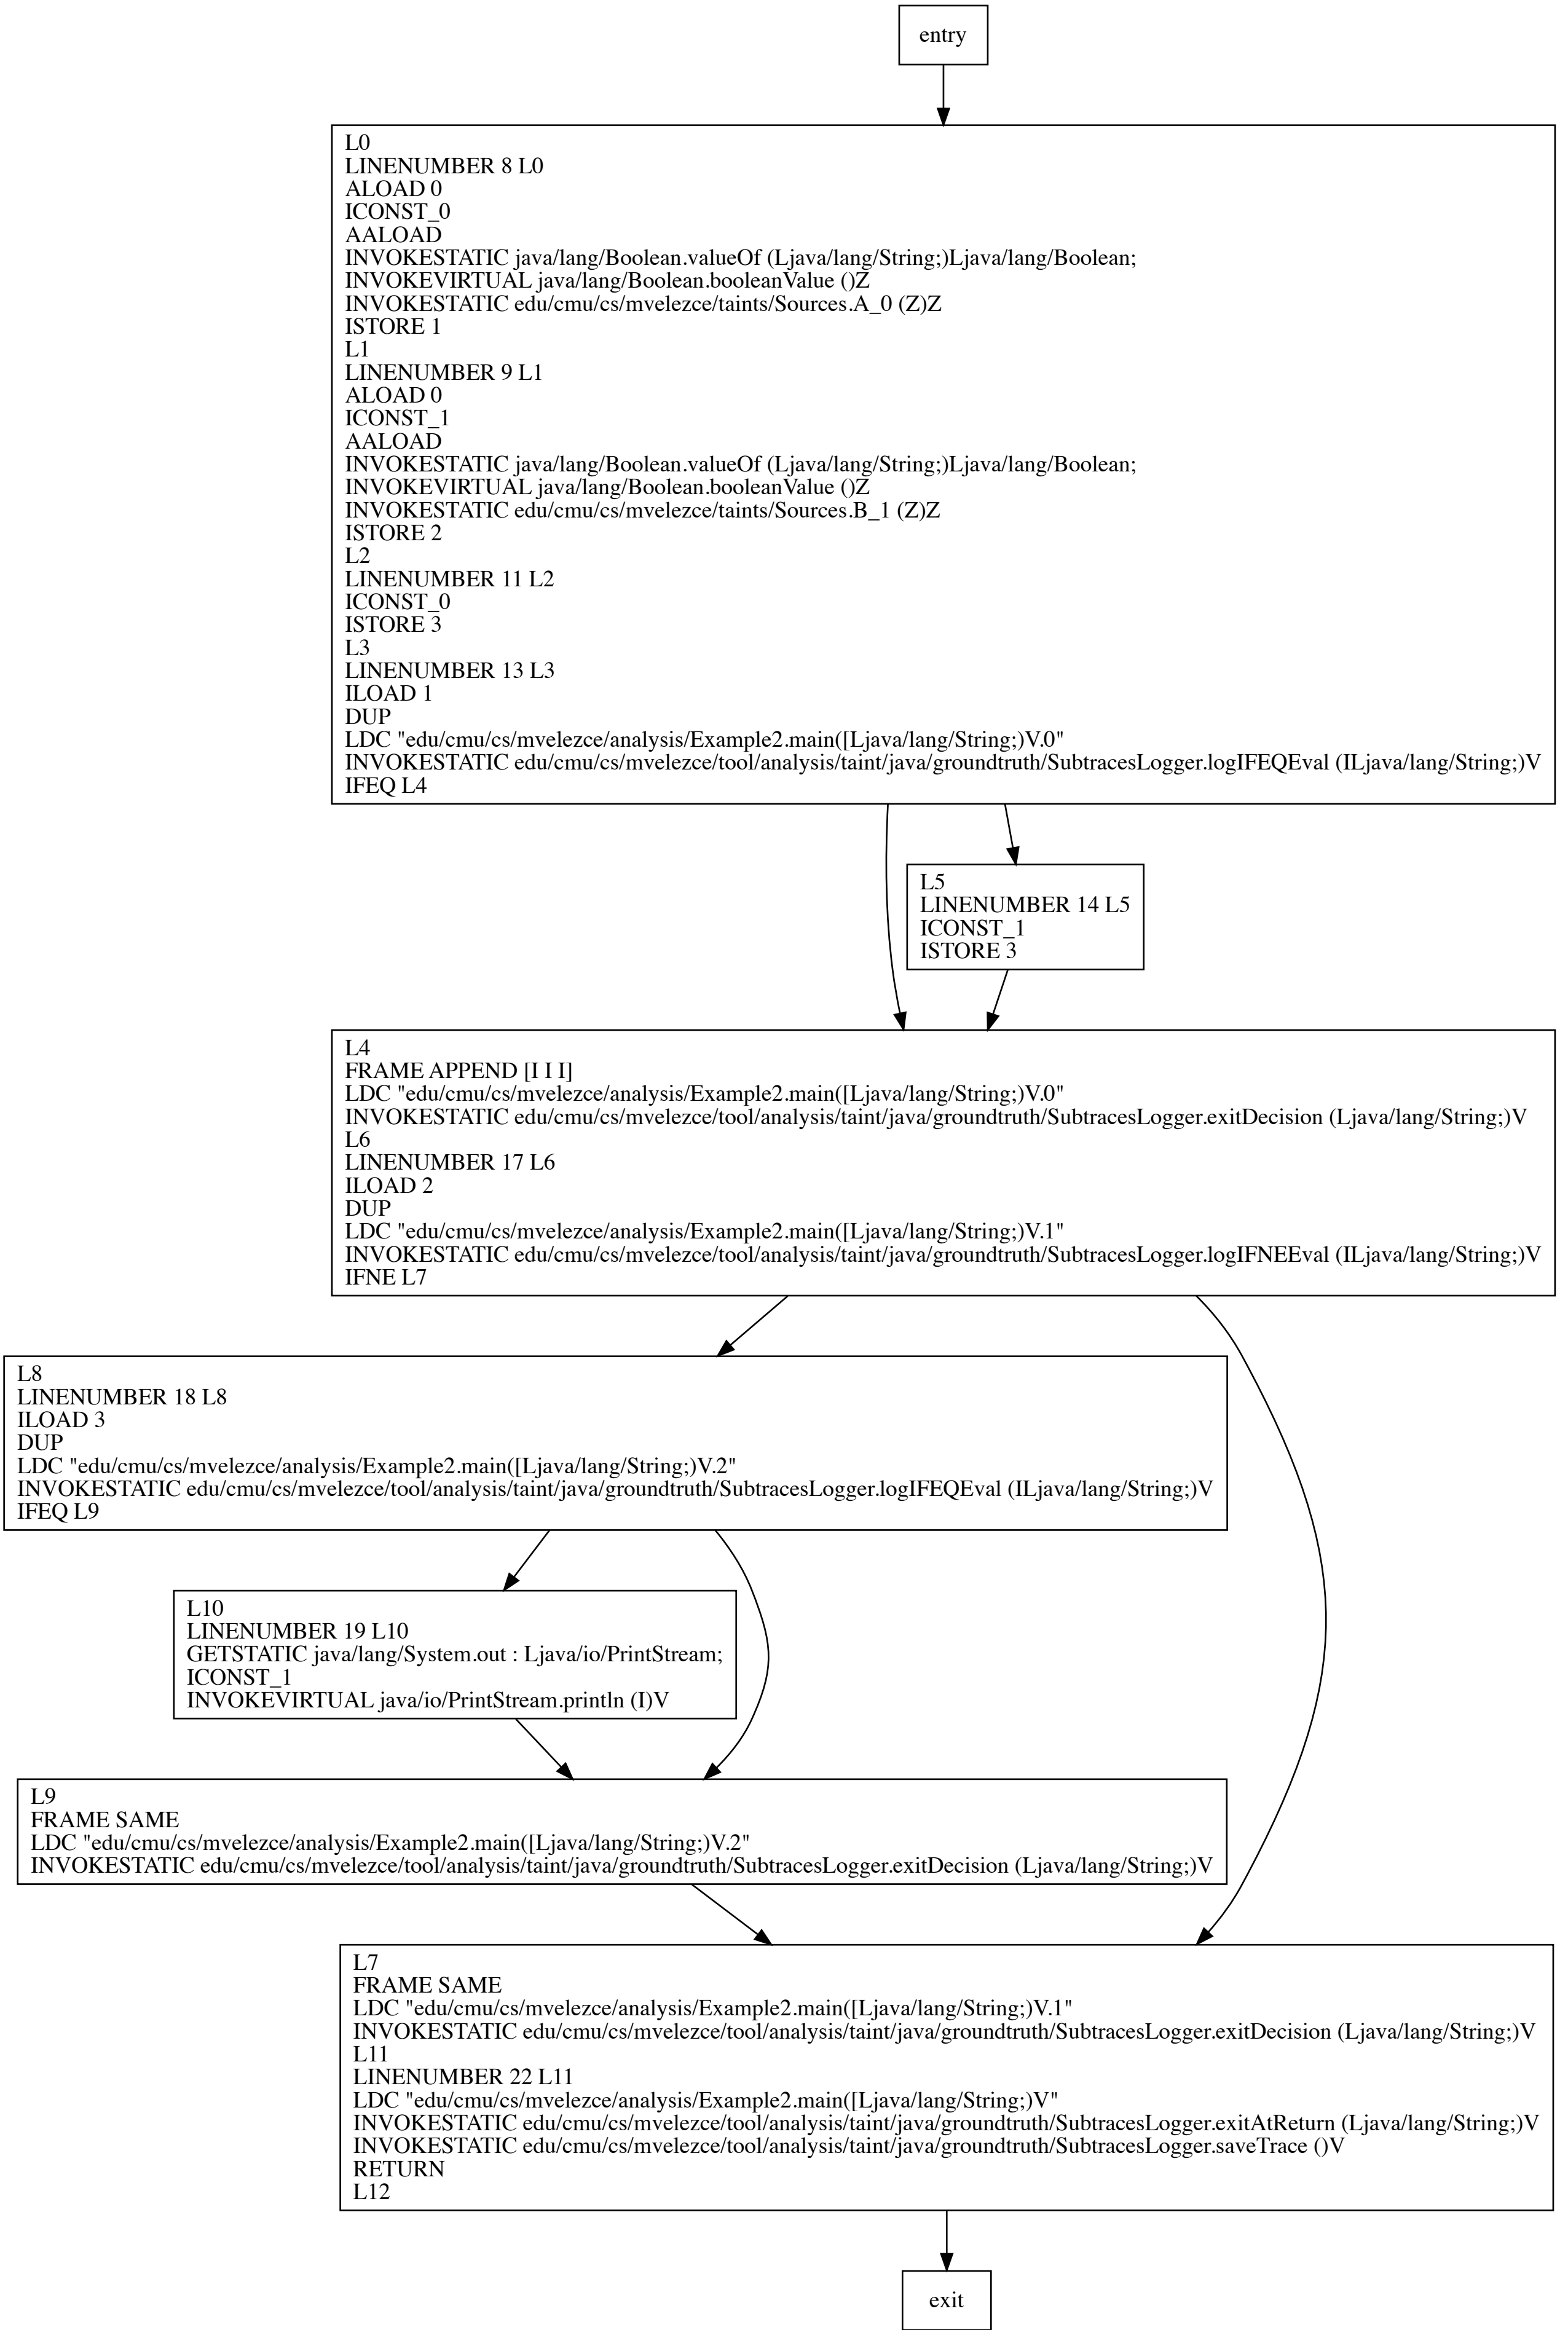 entry
L0
LINENUMBER 8 L0
ALOAD 0
ICONST_0
AALOAD
INVOKESTATIC java/lang/Boolean.valueOf (Ljava/lang/String;)Ljava/lang/Boolean;
INVOKEVIRTUAL java/lang/Boolean.booleanValue ()Z
INVOKESTATIC edu/cmu/cs/mvelezce/taints/Sources.A_0 (Z)Z
ISTORE 1
L1
LINENUMBER 9 L1
ALOAD 0
ICONST_1
AALOAD
INVOKESTATIC java/lang/Boolean.valueOf (Ljava/lang/String;)Ljava/lang/Boolean;
INVOKEVIRTUAL java/lang/Boolean.booleanValue ()Z
INVOKESTATIC edu/cmu/cs/mvelezce/taints/Sources.B_1 (Z)Z
ISTORE 2
L2
LINENUMBER 11 L2
ICONST_0
ISTORE 3
L3
LINENUMBER 13 L3
ILOAD 1
DUP
LDC "edu/cmu/cs/mvelezce/analysis/Example2.main([Ljava/lang/String;)V.0"
INVOKESTATIC edu/cmu/cs/mvelezce/tool/analysis/taint/java/groundtruth/SubtracesLogger.logIFEQEval (ILjava/lang/String;)V
IFEQ L4
L5
LINENUMBER 14 L5
ICONST_1
ISTORE 3
L4
FRAME APPEND [I I I]
LDC "edu/cmu/cs/mvelezce/analysis/Example2.main([Ljava/lang/String;)V.0"
INVOKESTATIC edu/cmu/cs/mvelezce/tool/analysis/taint/java/groundtruth/SubtracesLogger.exitDecision (Ljava/lang/String;)V
L6
LINENUMBER 17 L6
ILOAD 2
DUP
LDC "edu/cmu/cs/mvelezce/analysis/Example2.main([Ljava/lang/String;)V.1"
INVOKESTATIC edu/cmu/cs/mvelezce/tool/analysis/taint/java/groundtruth/SubtracesLogger.logIFNEEval (ILjava/lang/String;)V
IFNE L7
L8
LINENUMBER 18 L8
ILOAD 3
DUP
LDC "edu/cmu/cs/mvelezce/analysis/Example2.main([Ljava/lang/String;)V.2"
INVOKESTATIC edu/cmu/cs/mvelezce/tool/analysis/taint/java/groundtruth/SubtracesLogger.logIFEQEval (ILjava/lang/String;)V
IFEQ L9
L10
LINENUMBER 19 L10
GETSTATIC java/lang/System.out : Ljava/io/PrintStream;
ICONST_1
INVOKEVIRTUAL java/io/PrintStream.println (I)V
L9
FRAME SAME
LDC "edu/cmu/cs/mvelezce/analysis/Example2.main([Ljava/lang/String;)V.2"
INVOKESTATIC edu/cmu/cs/mvelezce/tool/analysis/taint/java/groundtruth/SubtracesLogger.exitDecision (Ljava/lang/String;)V
L7
FRAME SAME
LDC "edu/cmu/cs/mvelezce/analysis/Example2.main([Ljava/lang/String;)V.1"
INVOKESTATIC edu/cmu/cs/mvelezce/tool/analysis/taint/java/groundtruth/SubtracesLogger.exitDecision (Ljava/lang/String;)V
L11
LINENUMBER 22 L11
LDC "edu/cmu/cs/mvelezce/analysis/Example2.main([Ljava/lang/String;)V"
INVOKESTATIC edu/cmu/cs/mvelezce/tool/analysis/taint/java/groundtruth/SubtracesLogger.exitAtReturn (Ljava/lang/String;)V
INVOKESTATIC edu/cmu/cs/mvelezce/tool/analysis/taint/java/groundtruth/SubtracesLogger.saveTrace ()V
RETURN
L12
exit